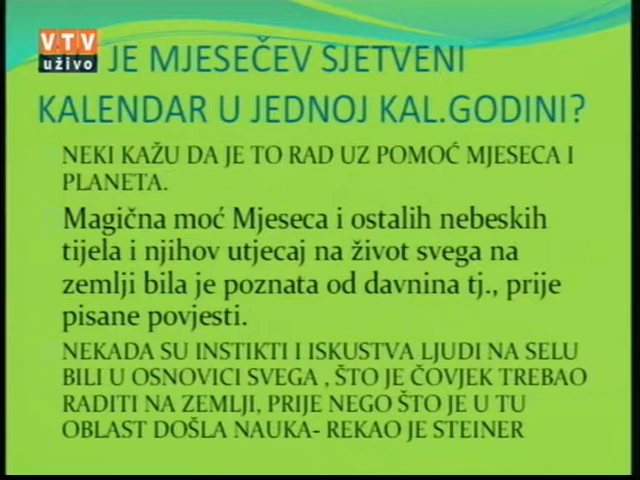 VTV
uživo
JE MJESEČEV SJETVENI
KALENDAR U JEDNOJ KAL.GODINI?
NEKI KAŽU DA JE TO RAD UZ POMOĆ MJESECA I
PLANETA.
Magična moć Mjeseca i ostalih nebeskih
tijela i njihov utjecaj na život svega na
zemlji bila je poznata od davnina tj., prije
pisane povjesti.
NEKADA SU INSTIKTI I ISKUSTVA LJUDI NA SELU
BILI U OSNOVICI SVEGA , ŠTO JE ČOVJEK TREBAO
RADITI NA ZEMLJI, PRIJE NEGO ŠTO JE U TU
OBLAST DOŠLA NAUKA- REKAO JE STEINER